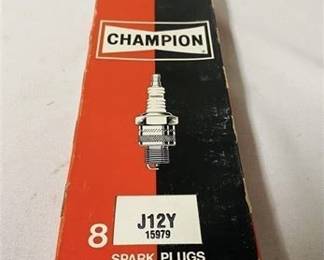 CHAMPION
J12Y
8 15979
SPARK PLUGS